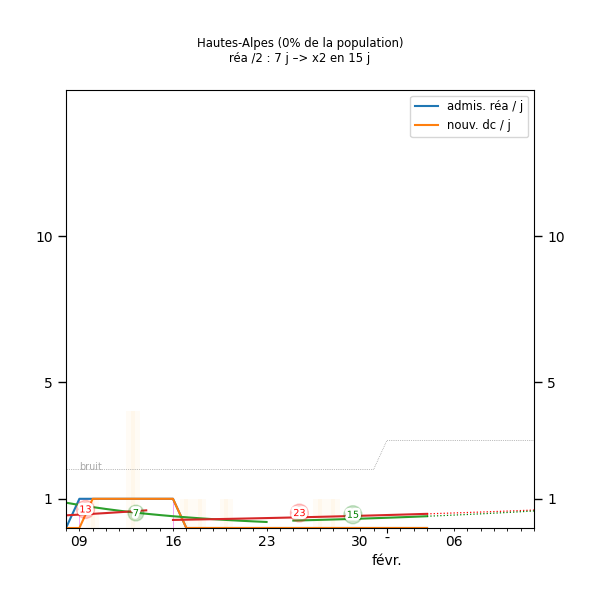 Hautes-Alpes (0% de la population)
réa /2 : 7 j –> x2 en 15 j
admis. réa / j
nouv. dc / j
10
10
5
5
bruit
1
1
13
7
23
15
09
16
23
30
-
06
févr.